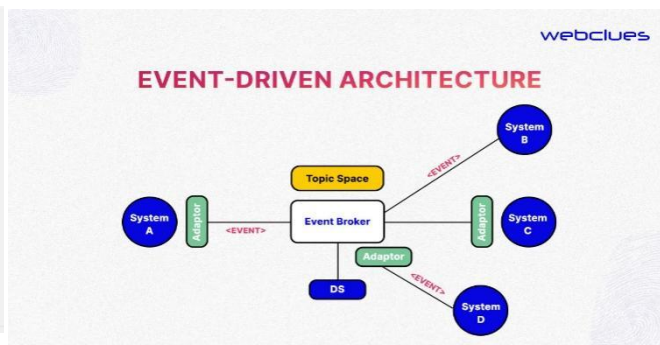 webclues
EVENT-DRIVEN ARCHITECTURE
System
B
<EVENT>
Topic Space
System
A
Adaptor
<EVENT>
Event Broker
Adaptor
System
C
Adaptor
<EVENT>
DS
System
D